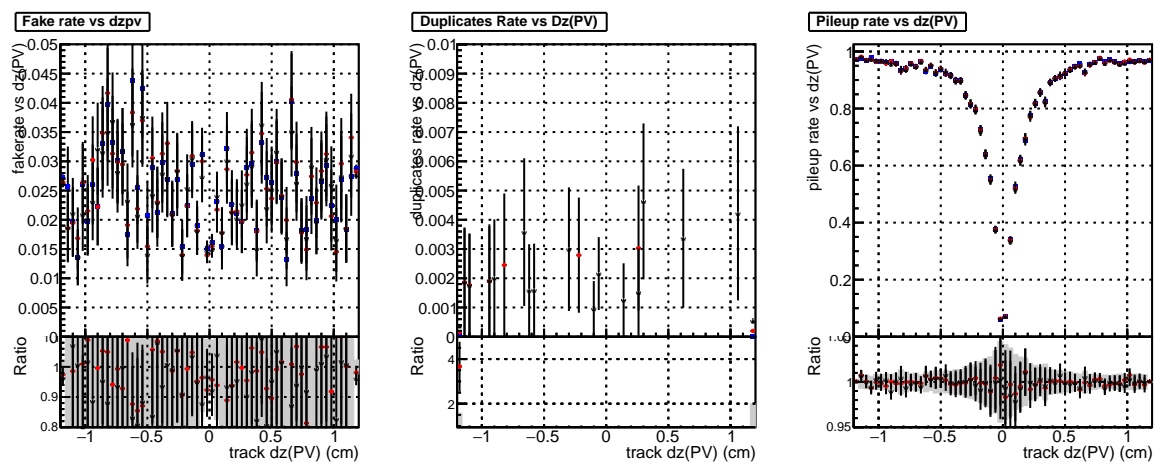 Fake rate vs dzpv
fakerate vs dz(PV)
0.05
0.045
0.04
0.035
0.03
0.025
0.02
0.015
0.01
0.005
0
Ratio
1
0.9
0.8
−1 −0.5 0 0.5 1
track dz(PV) (cm)
Duplicates Rate vs Dz(PV)
duplicates rate vs dz(PV)
0.01
0.009
0.008
0.007
0.006
0.005
0.004
0.003
0.002
0.001
0
Ratio
4
2
−1 −0.5 0 0.5 1
track dz(PV) (cm)
Pileup rate vs dz(PV)
pileup rate vs dz(PV)
1
0.8
0.6
0.4
0.2
0
Ratio
1
0.95
−1 −0.5 0 0.5 1
track dz(PV) (cm)